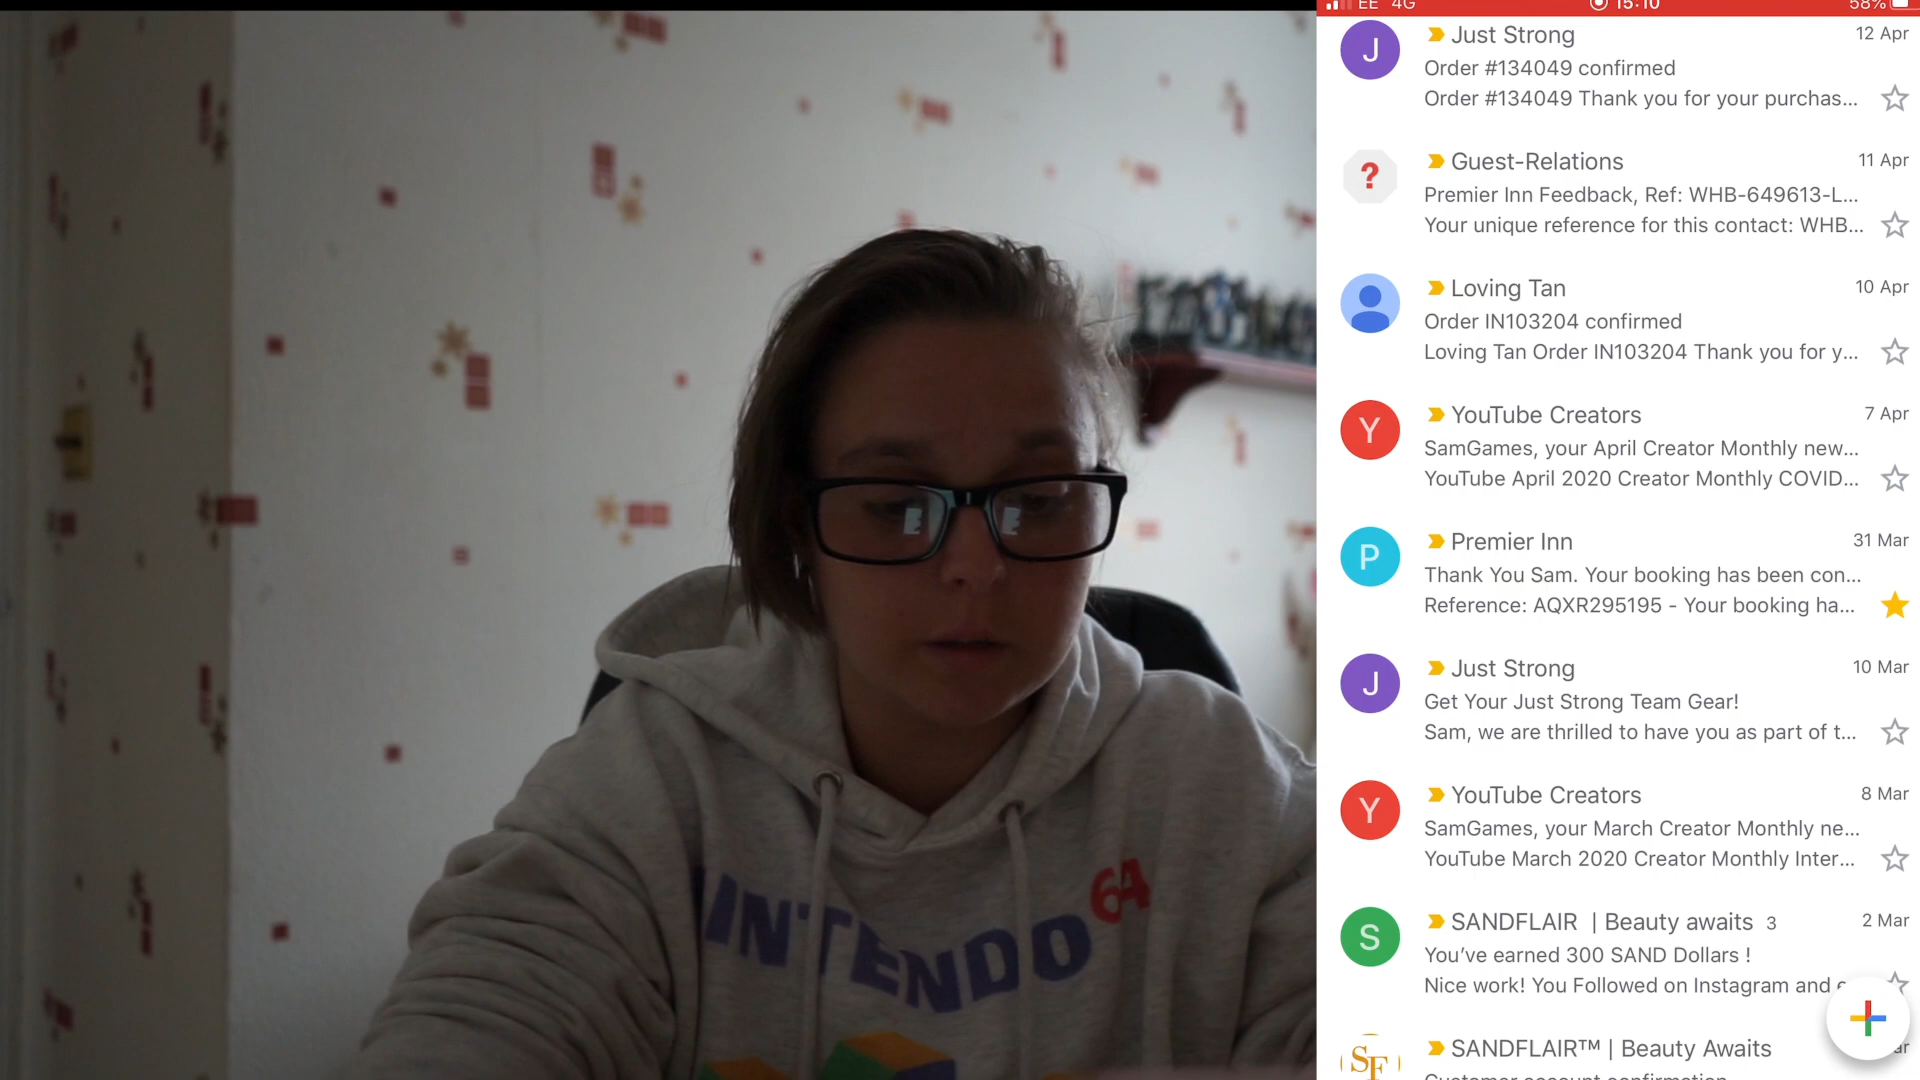 EE 4G 15:10 58%
Just Strong 12 Apr
Order #134049 confirmed
Order #134049 Thank you for your purchas...
Guest-Relations 11 Apr
Premier Inn Feedback, Ref: WHB-649613-L...
Your unique reference for this contact: WHB...
Loving Tan 10 Apr
Order IN103204 confirmed
Loving Tan Order IN103204 Thank you for y...
YouTube Creators 7 Apr
SamGames, your April Creator Monthly new...
YouTube April 2020 Creator Monthly COVID...
Premier Inn 31 Mar
Thank You Sam. Your booking has been con...
Reference: AQXR295195 - Your booking ha...
Just Strong 10 Mar
Get Your Just Strong Team Gear!
Sam, we are thrilled to have you as part of t...
YouTube Creators 8 Mar
SamGames, your March Creator Monthly ne...
YouTube March 2020 Creator Monthly Inter...
SANDFLAIR | Beauty awaits 3 2 Mar
You've earned 300 SAND Dollars !
Nice work! You Followed on Instagram and
SANDFLAIR™ | Beauty Awaits
Customer account confirmation
J
?
Y
P
J
Y
S
SF
NINTENDO 64